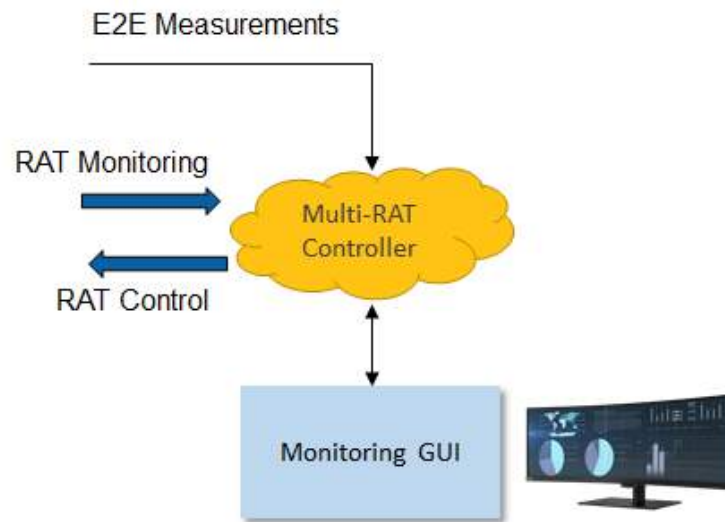 E2E Measurements
RAT Monitoring
Multi-RAT
Controller
RAT Control
Monitoring GUI